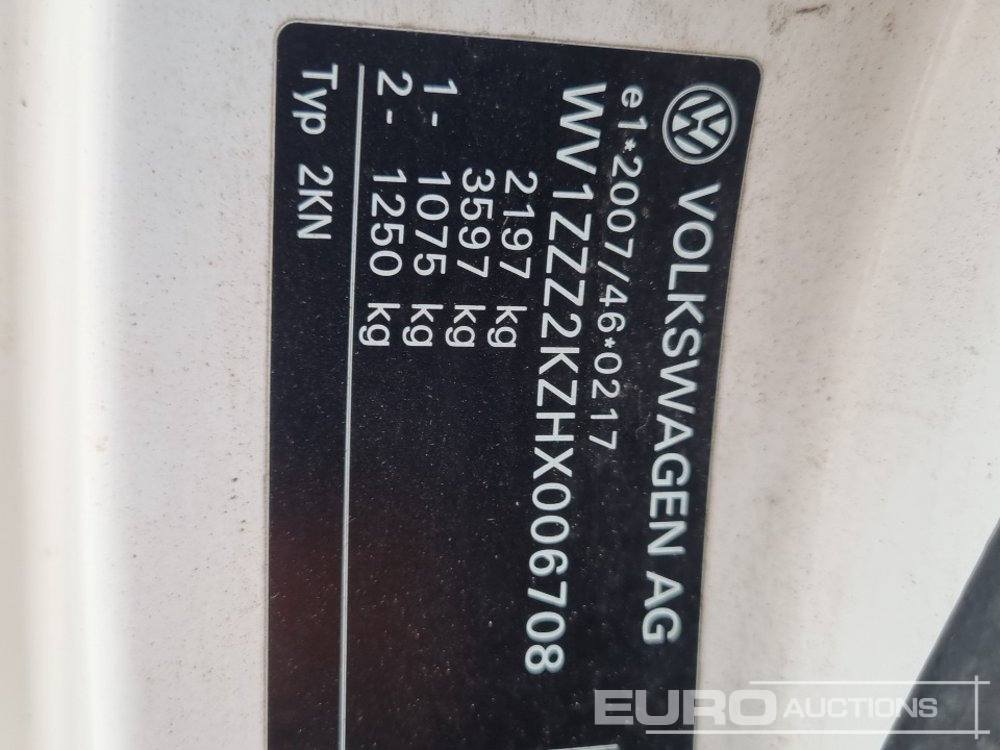 VOLKSWAGEN AG
e1*2007/46*0217
WV1ZZZ2KZHX006708
2197 kg
3597 kg
1- 1075 kg
2- 1250 kg
Typ 2KN
EURO AUCTIONS